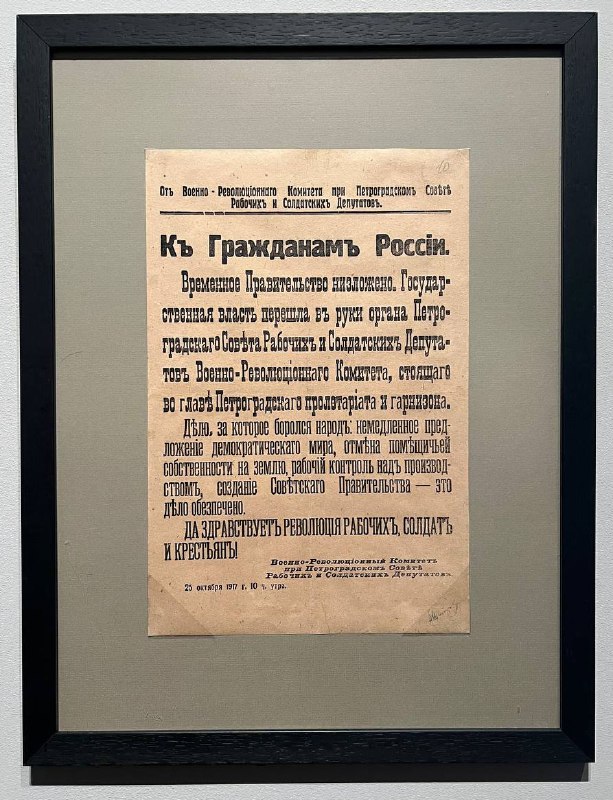 10
Отъ Военно-Революціоннаго Комитета при Петроградскомъ Совѣтѣ
Рабочихъ и Солдатскихъ Депутатовъ.
Къ Гражданамъ Россіи.
Временное Правительство низложено. Государ-
ственная власть перешла въ руки органа Петро-
градскаго Совѣта Рабочихъ и Солдатскихъ Депута-
товъ Военно-Революціоннаго Комитета, стоящаго
во главѣ Петроградскаго пролетаріата и гарнизона.
Дѣло, за которое боролся народъ: немедленное пред-
ложеніе демократическаго мира, отмѣна помѣщичьей
собственности на землю, рабочій контроль надъ производ-
ствомъ, созданіе Совѣтскаго Правительства — это
дѣло обезпечено.
ДА ЗДРАВСТВУЕТЪ РЕВОЛЮЦІЯ РАБОЧИХЪ, СОЛДАТЪ
И КРЕСТЬЯНЪ!
Военно-Революціонный Комитетъ
при Петроградскомъ Совѣтѣ
Рабочихъ и Солдатскихъ Депутатовъ.
25 октября 1917 г. 10 ч. утра.